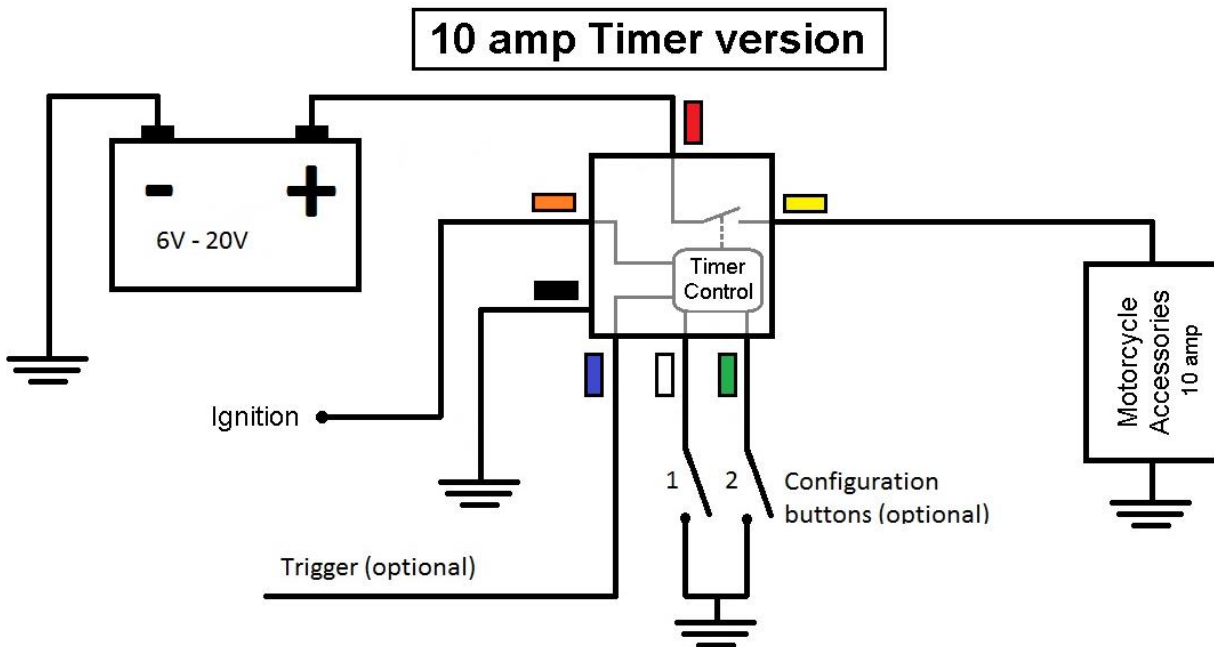 10 amp Timer version
-
+
6V - 20V
Timer
Control
Motorcycle
Accessories
10 amp
Ignition
1
2
Configuration
buttons (optional)
Trigger (optional)